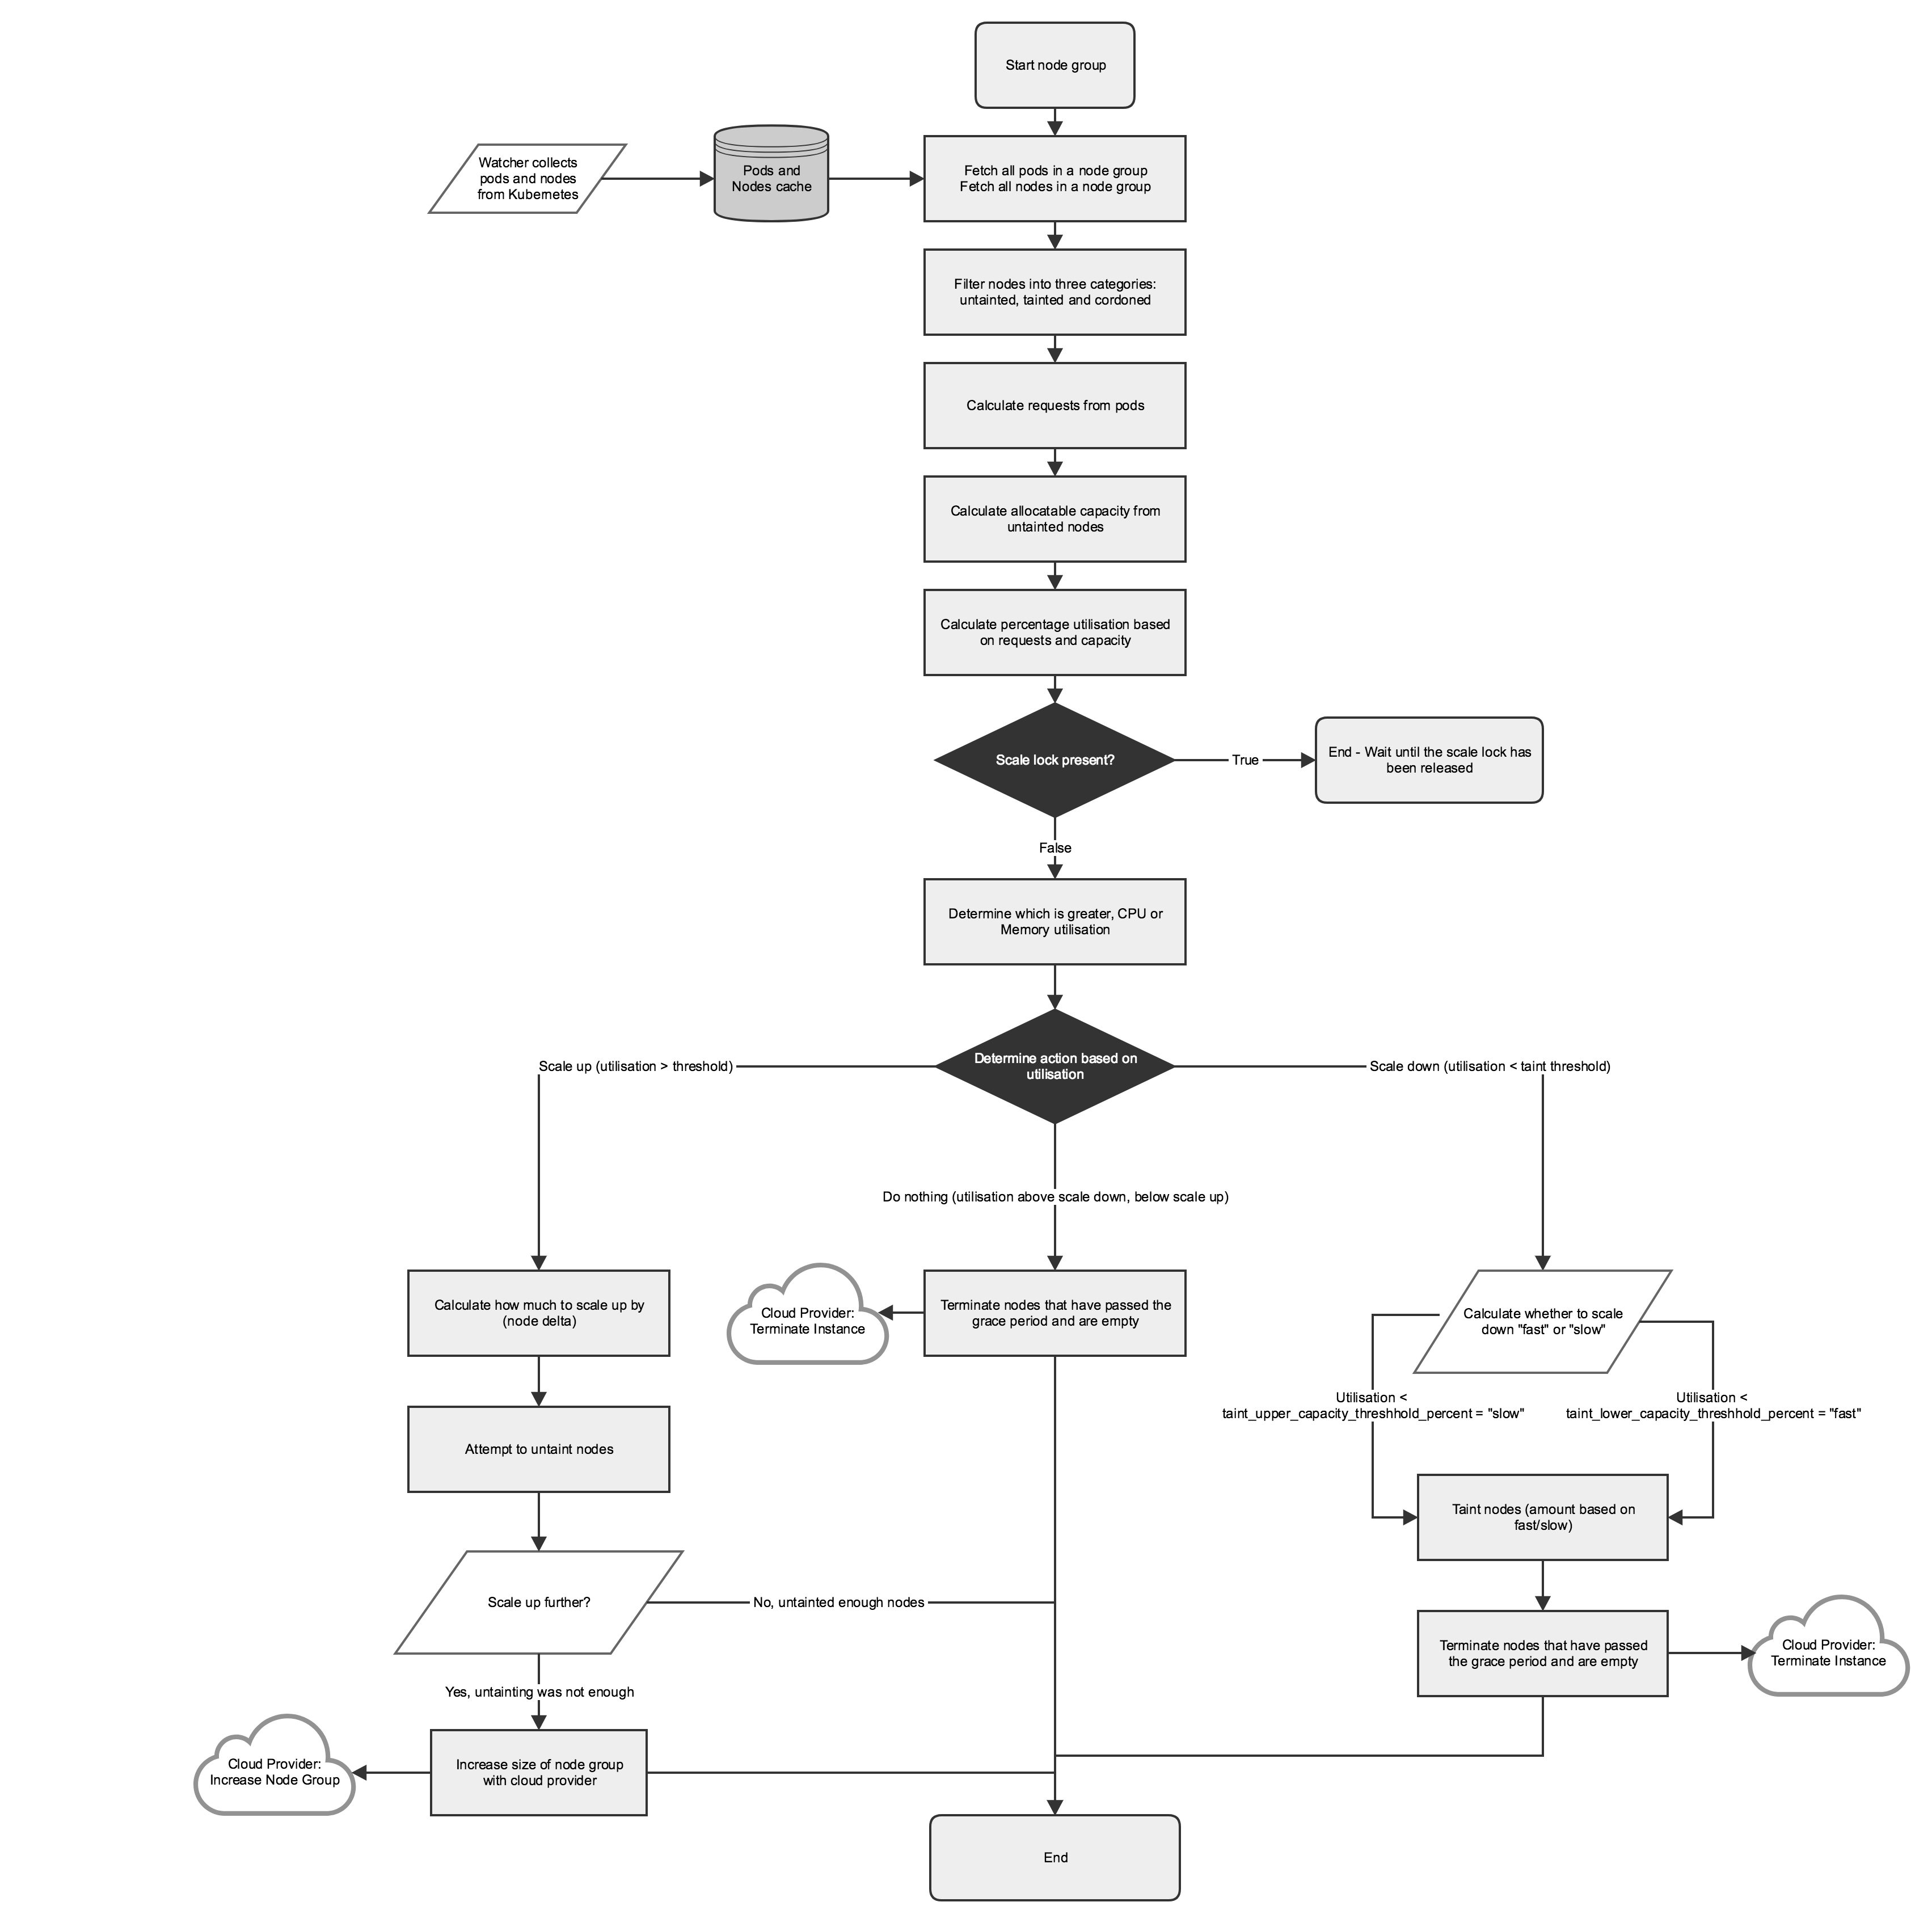 Start node group
Watcher collects
pods and nodes
from Kubernetes
Pods and
Nodes cache
Fetch all pods in a node group
Fetch all nodes in a node group
Filter nodes into three categories:
untainted, tainted and cordoned
Calculate requests from pods
Calculate allocatable capacity from
untainted nodes
Calculate percentage utilisation based
on requests and capacity
Scale lock present?
True
End - Wait until the scale lock has
been released
False
Determine which is greater, CPU or
Memory utilisation
Determine action based on
utilisation
Scale up (utilisation > threshold)
Scale down (utilisation < taint threshold)
Do nothing (utilisation above scale down, below scale up)
Calculate how much to scale up by
(node delta)
Cloud Provider:
Terminate Instance
Terminate nodes that have passed the
grace period and are empty
Calculate whether to scale
down "fast" or "slow"
Utilisation <
taint_upper_capacity_threshhold_percent = "slow"
Utilisation <
taint_lower_capacity_threshhold_percent = "fast"
Attempt to untaint nodes
Taint nodes (amount based on
fast/slow)
Scale up further?
No, untainted enough nodes
Terminate nodes that have passed
the grace period and are empty
Cloud Provider:
Terminate Instance
Yes, untainting was not enough
Cloud Provider:
Increase Node Group
Increase size of node group
with cloud provider
End